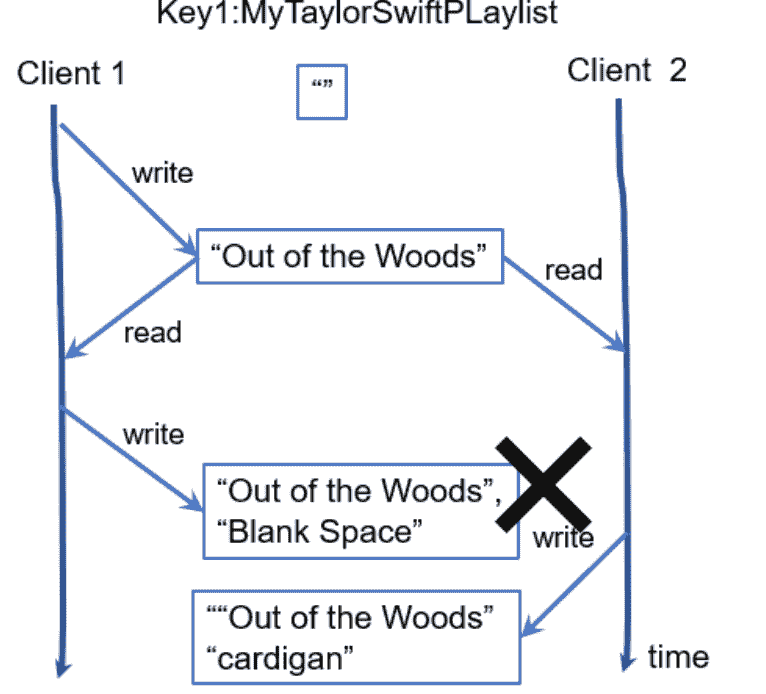 Key1:MyTaylorSwiftPLaylist
Client 1
“”
Client 2
write
“Out of the Woods”
read
read
write
“Out of the Woods”,
“Blank Space”
write
““Out of the Woods”
“cardigan”
time